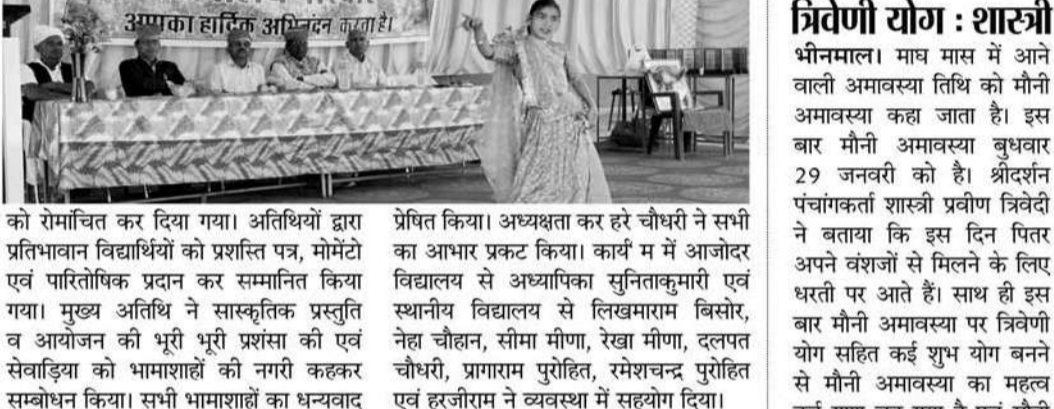 आपका हार्दिक अभिनंदन करता है।
को रोमांचित कर दिया गया। अतिथियों द्वारा
प्रतिभावान विद्यार्थियों को प्रशस्ति पत्र, मोमेंटो
एवं पारितोषिक प्रदान कर सम्मानित किया
गया। मुख्य अतिथि ने सास्कृतिक प्रस्तुति
व आयोजन की भूरी भूरी प्रशंसा की एवं
सेवाड़िया को भामाशाहों की नगरी कहकर
सम्बोधन किया। सभी भामाशाहों का धन्यवाद
प्रेषित किया। अध्यक्षता कर हरे चौधरी ने सभी
का आभार प्रकट किया। कार्य म में आजोदर
विद्यालय से अध्यापिका सुनिताकुमारी एवं
स्थानीय विद्यालय से लिखमाराम बिसोर,
नेहा चौहान, सीमा मीणा, रेखा मीणा, दलपत
चौधरी, प्रागाराम पुरोहित, रमेशचन्द्र पुरोहित
एवं हरजीराम ने व्यवस्था में सहयोग दिया।
त्रिवेणी योग : शास्त्री
भीनमाल। माघ मास में आने
वाली अमावस्या तिथि को मौनी
अमावस्या कहा जाता है। इस
बार मौनी अमावस्या बुधवार
29 जनवरी को है। श्रीदर्शन
पंचांगकर्ता शास्त्री प्रवीण त्रिवेदी
ने बताया कि इस दिन पितर
अपने वंशजों से मिलने के लिए
धरती पर आते हैं। साथ ही इस
बार मौनी अमावस्या पर त्रिवेणी
योग सहित कई शुभ योग बनने
से मौनी अमावस्या का महत्व